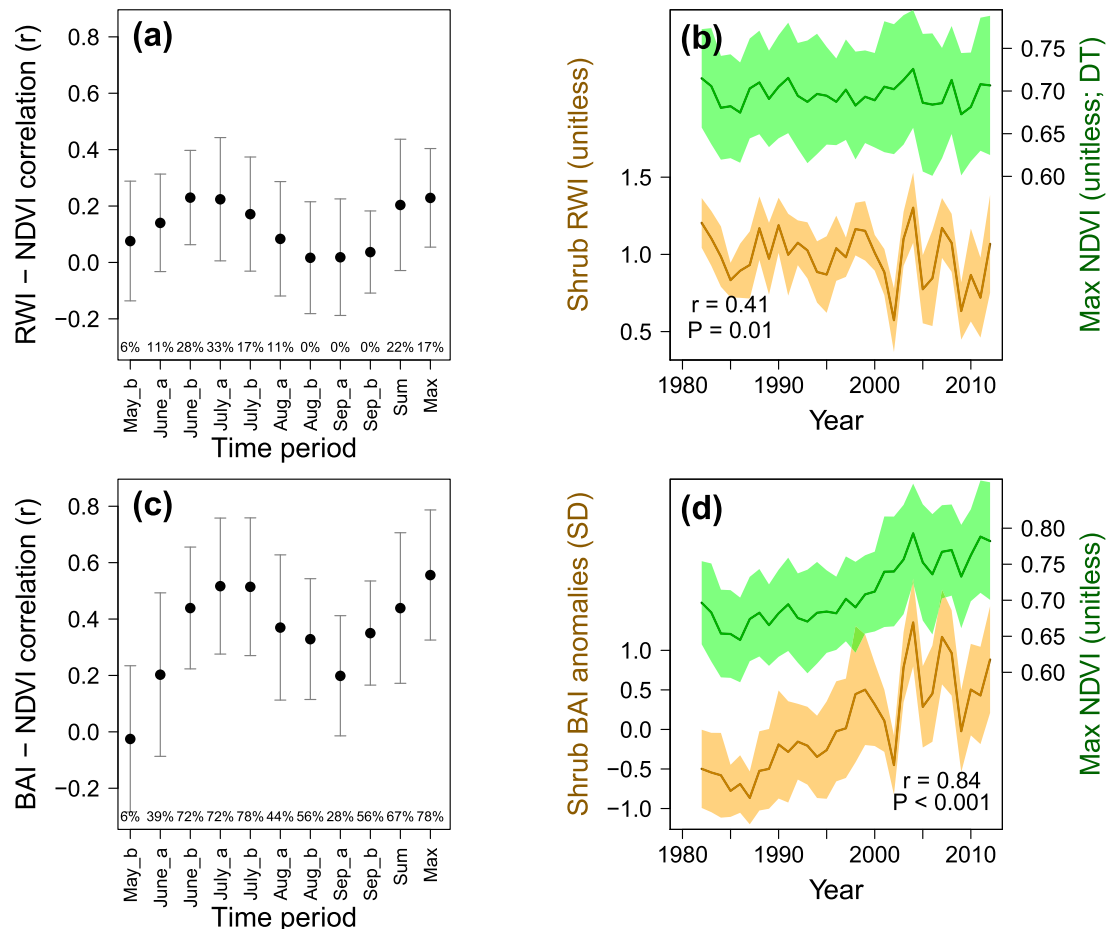 (a)
RWI − NDVI correlation (r)
0.8
0.6
0.4
0.2
0.0
−0.2
6% 11% 28% 33% 17% 11% 0% 0% 0% 22% 17%
May_b June_a June_b July_a July_b Aug_a Aug_b Sep_a Sep_b Sum Max
Time period
(b)
Shrub RWI (unitless)
1.5
1.0
0.5
Max NDVI (unitless; DT)
0.75
0.70
0.65
0.60
r = 0.41
P = 0.01
1980 1990 2000 2010
Year
(c)
BAI − NDVI correlation (r)
0.8
0.6
0.4
0.2
0.0
−0.2
6% 39% 72% 72% 78% 44% 56% 28% 56% 67% 78%
May_b June_a June_b July_a July_b Aug_a Aug_b Sep_a Sep_b Sum Max
Time period
(d)
Shrub BAI anomalies (SD)
1.0
0.5
0.0
−0.5
−1.0
Max NDVI (unitless)
0.80
0.75
0.70
0.65
0.60
r = 0.84
P < 0.001
1980 1990 2000 2010
Year